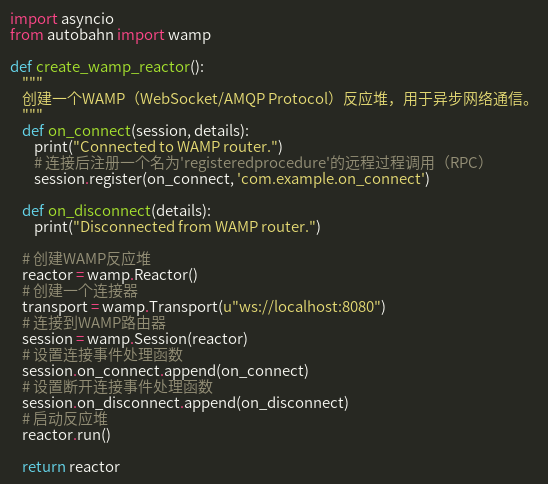 import asyncio
from autobahn import wamp

def create_wamp_reactor():
    """
    创建一个WAMP（WebSocket/AMQP Protocol）反应堆，用于异步网络通信。
    """
    def on_connect(session, details):
        print("Connected to WAMP router.")
        # 连接后注册一个名为'registeredprocedure'的远程过程调用（RPC）
        session.register(on_connect, 'com.example.on_connect')

    def on_disconnect(details):
        print("Disconnected from WAMP router.")

    # 创建WAMP反应堆
    reactor = wamp.Reactor()
    # 创建一个连接器
    transport = wamp.Transport(u"ws://localhost:8080")
    # 连接到WAMP路由器
    session = wamp.Session(reactor)
    # 设置连接事件处理函数
    session.on_connect.append(on_connect)
    # 设置断开连接事件处理函数
    session.on_disconnect.append(on_disconnect)
    # 启动反应堆
    reactor.run()

    return reactor